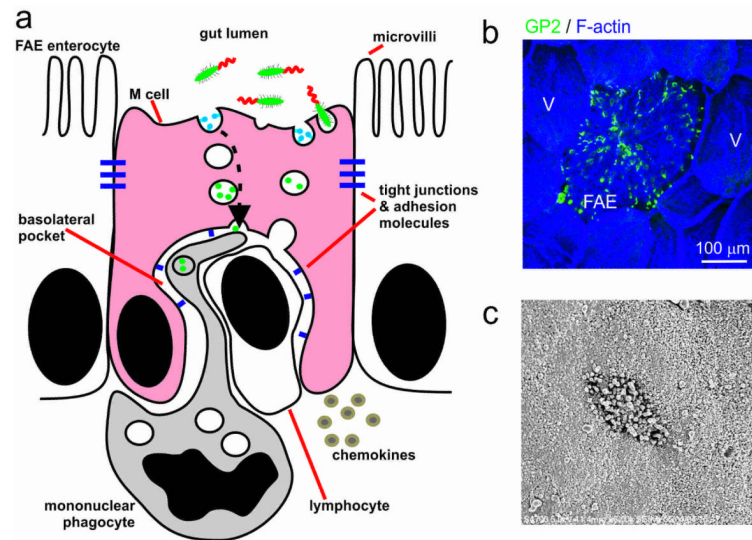 a
FAE enterocyte
gut lumen
microvilli
M cell
tight junctions
& adhesion
molecules
basolateral
pocket
chemokines
mononuclear
phagocyte
lymphocyte
b
GP2 / F-actin
V
V
FAE
100 μm
c